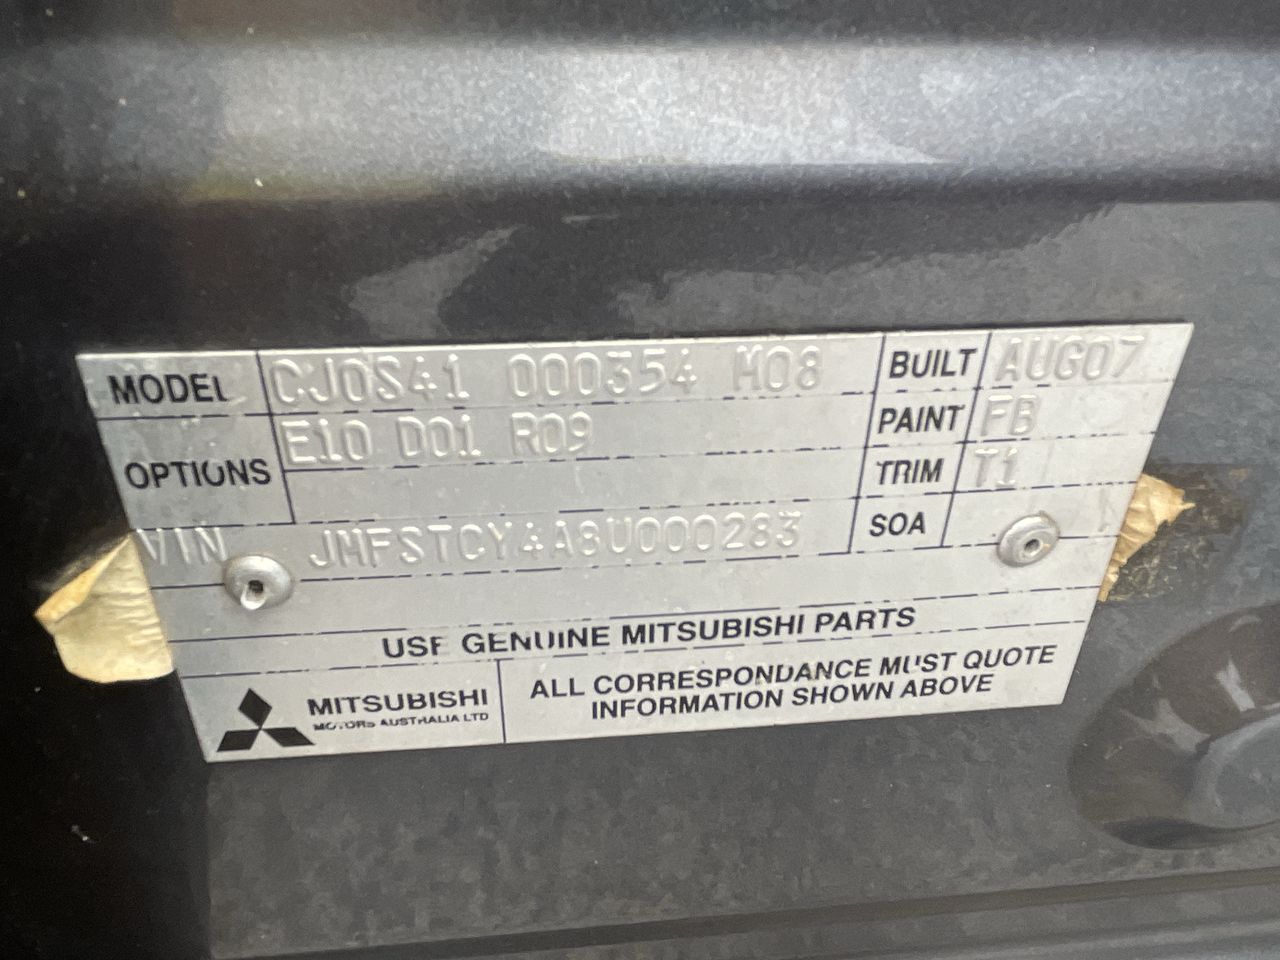 MODEL CJ0S41 000354 M08 BUILT AUG07
OPTIONS E10 D01 R09 PAINT FB
TRIM T1
VIN JMFSTCY4A8U000283 SOA
USE GENUINE MITSUBISHI PARTS
MITSUBISHI
MOTORS AUSTRALIA LTD
ALL CORRESPONDANCE MUST QUOTE
INFORMATION SHOWN ABOVE